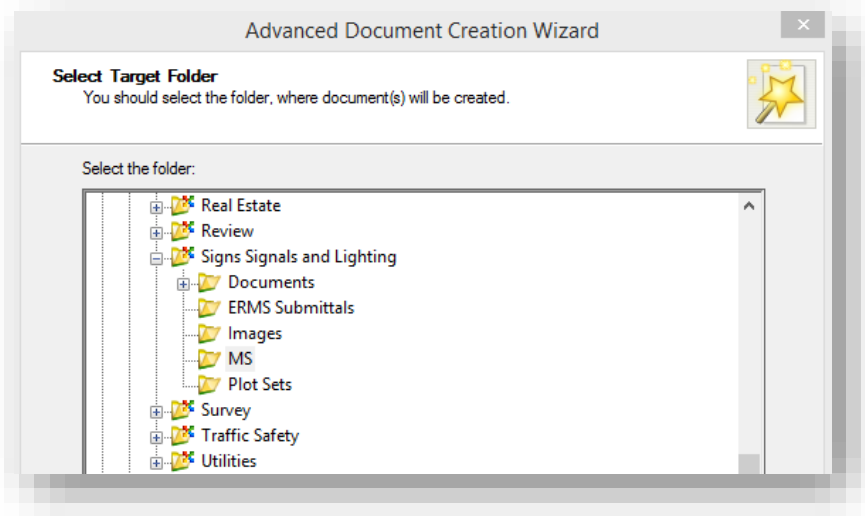 Advanced Document Creation Wizard
Select Target Folder
You should select the folder, where document(s) will be created.
Select the folder:
Real Estate
Review
Signs Signals and Lighting
Documents
ERMS Submittals
Images
MS
Plot Sets
Survey
Traffic Safety
Utilities